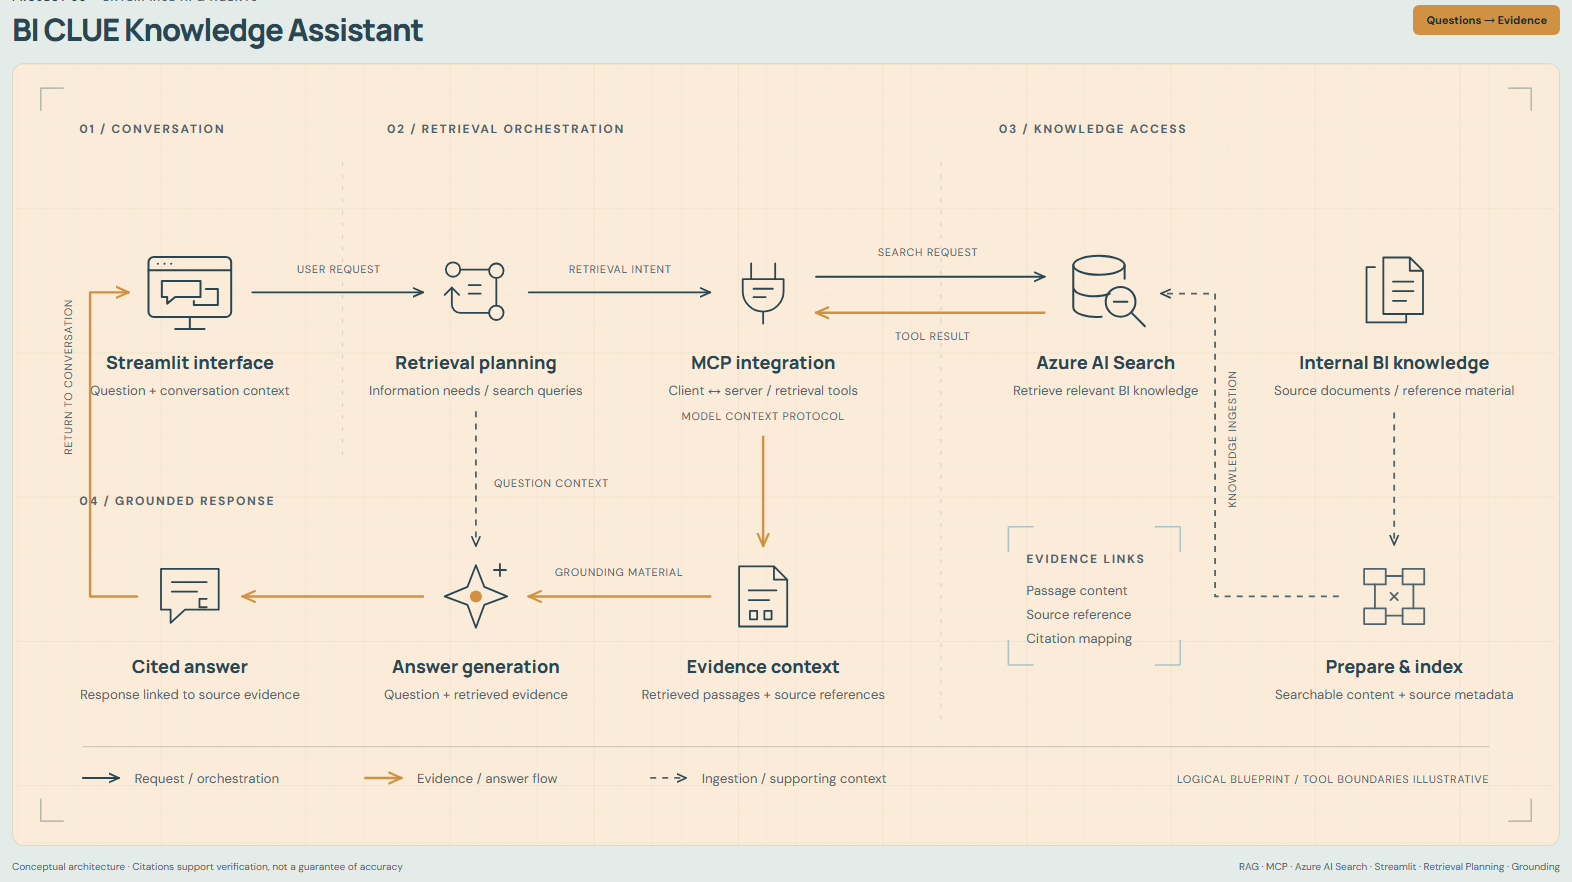 BI CLUE Knowledge Assistant
Questions → Evidence
01 / CONVERSATION
02 / RETRIEVAL ORCHESTRATION
03 / KNOWLEDGE ACCESS
USER REQUEST
RETRIEVAL INTENT
SEARCH REQUEST
TOOL RESULT
RETURN TO CONVERSATION
Streamlit interface
Question + conversation context
Retrieval planning
Information needs / search queries
MCP integration
Client ↔ server / retrieval tools
MODEL CONTEXT PROTOCOL
Azure AI Search
Retrieve relevant BI knowledge
KNOWLEDGE INGESTION
Internal BI knowledge
Source documents / reference material
QUESTION CONTEXT
04 / GROUNDED RESPONSE
GROUNDING MATERIAL
EVIDENCE LINKS
Passage content
Source reference
Citation mapping
Cited answer
Response linked to source evidence
Answer generation
Question + retrieved evidence
Evidence context
Retrieved passages + source references
Prepare & index
Searchable content + source metadata
Request / orchestration
Evidence / answer flow
Ingestion / supporting context
LOGICAL BLUEPRINT / TOOL BOUNDARIES ILLUSTRATIVE
Conceptual architecture · Citations support verification, not a guarantee of accuracy
RAG · MCP · Azure AI Search · Streamlit · Retrieval Planning · Grounding